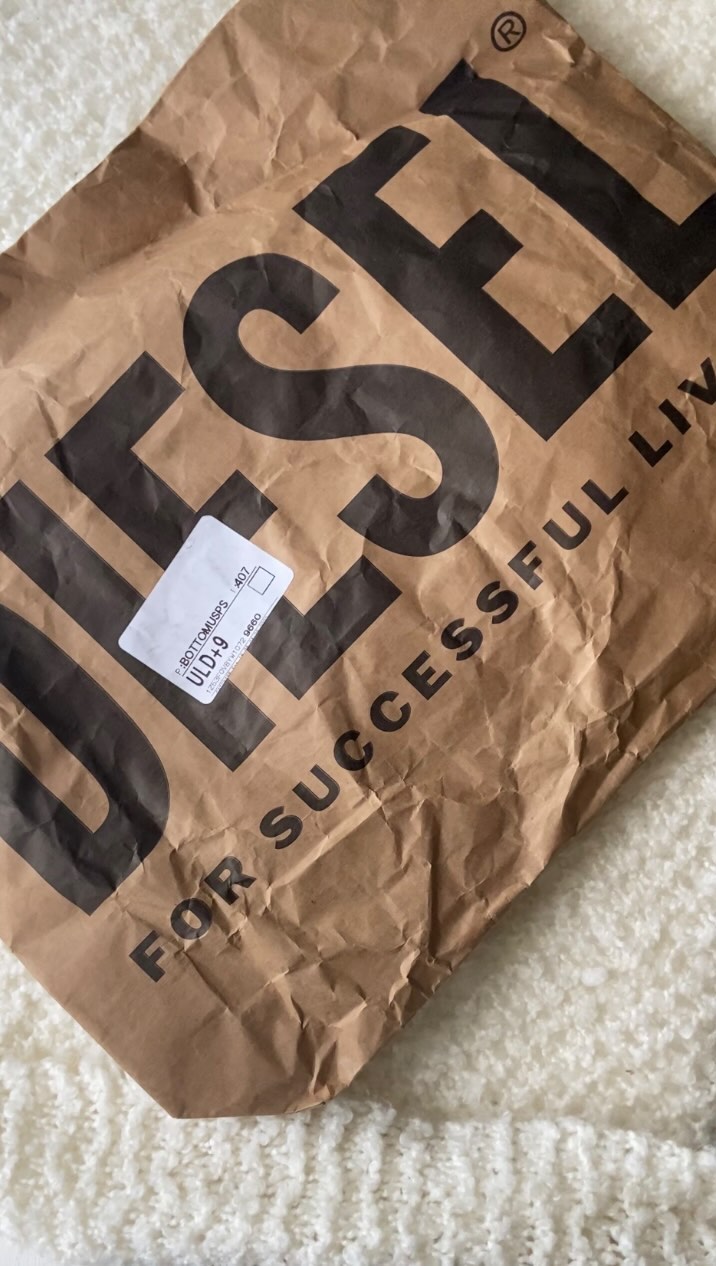 DIESEL®
FOR SUCCESSFUL LIV
P:BOTTOMUSPS :407
ULD+9
9660